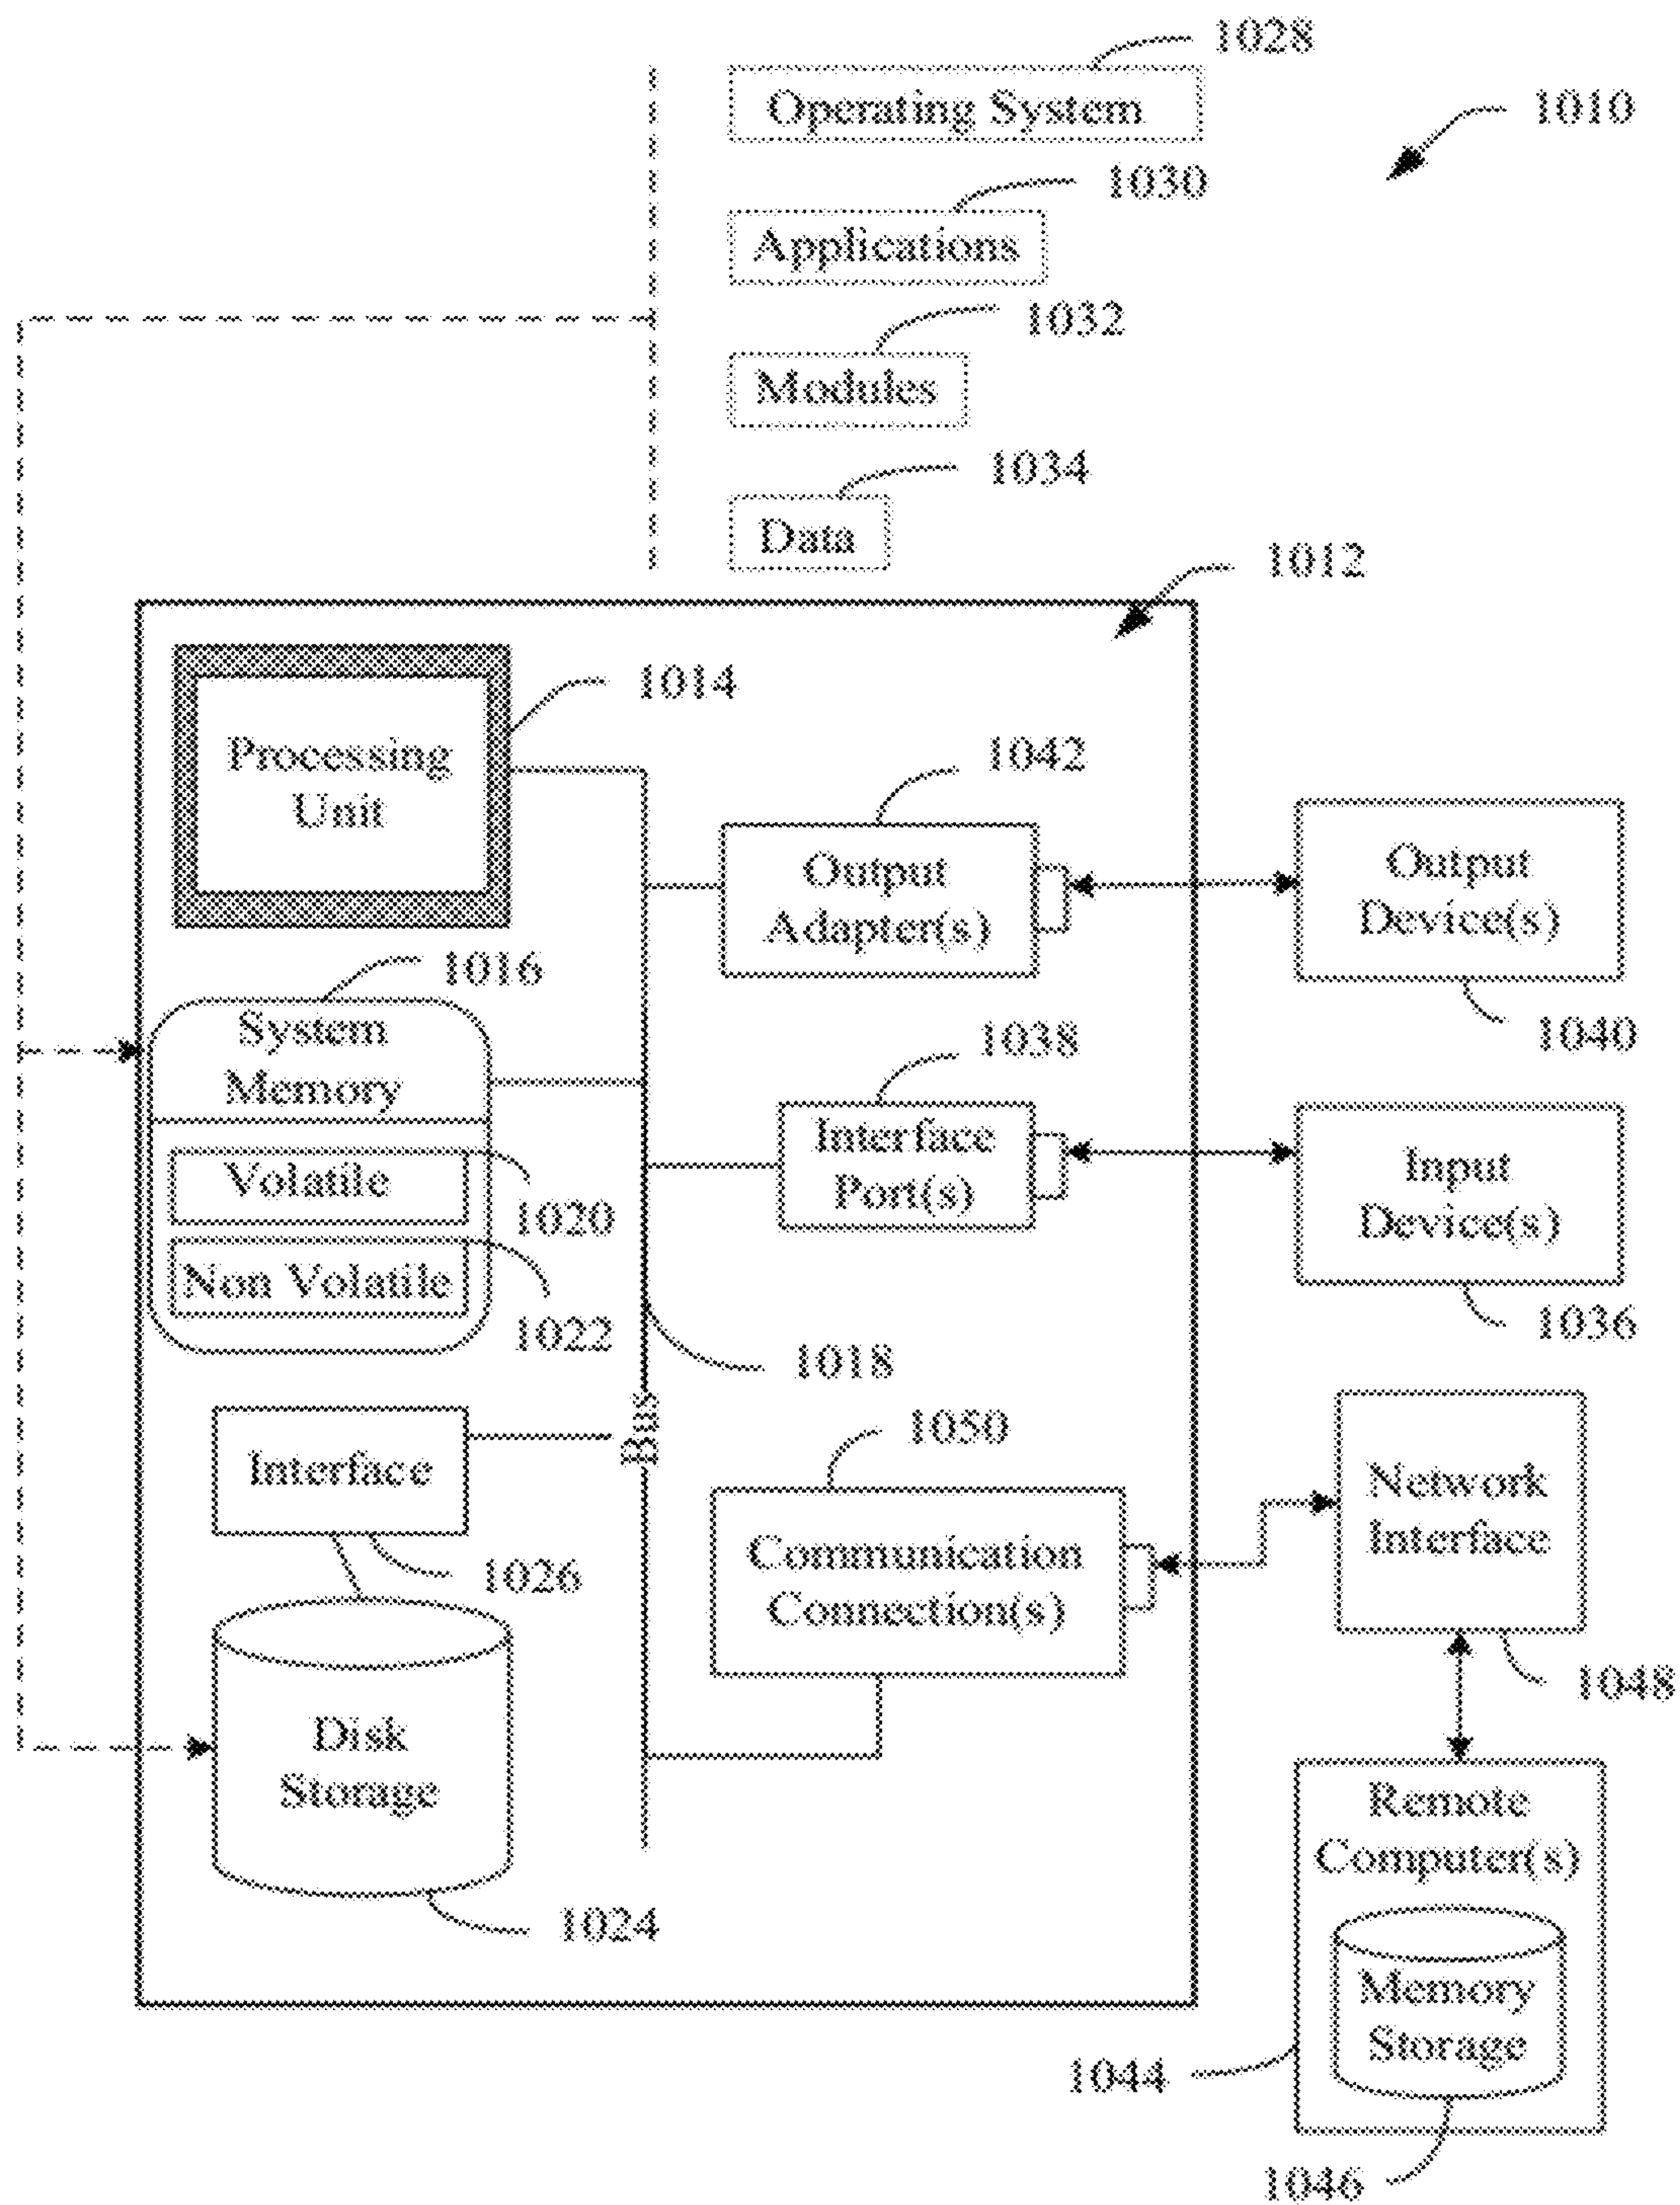 1028
Operating System
1010
1030
Applications
1032
Modules
1034
Data
1012
1014
Processing
Unit
1042
Output
Adapter(s)
Output
Device(s)
1040
1016
System
Memory
1038
Interface
Port(s)
Input
Device(s)
1036
Volatile
1020
Non Volatile
1022
1018
Bus
1050
Interface
1026
Communication
Connection(s)
Network
Interface
1048
Disk
Storage
1024
Remote
Computer(s)
Memory
Storage
1044
1046